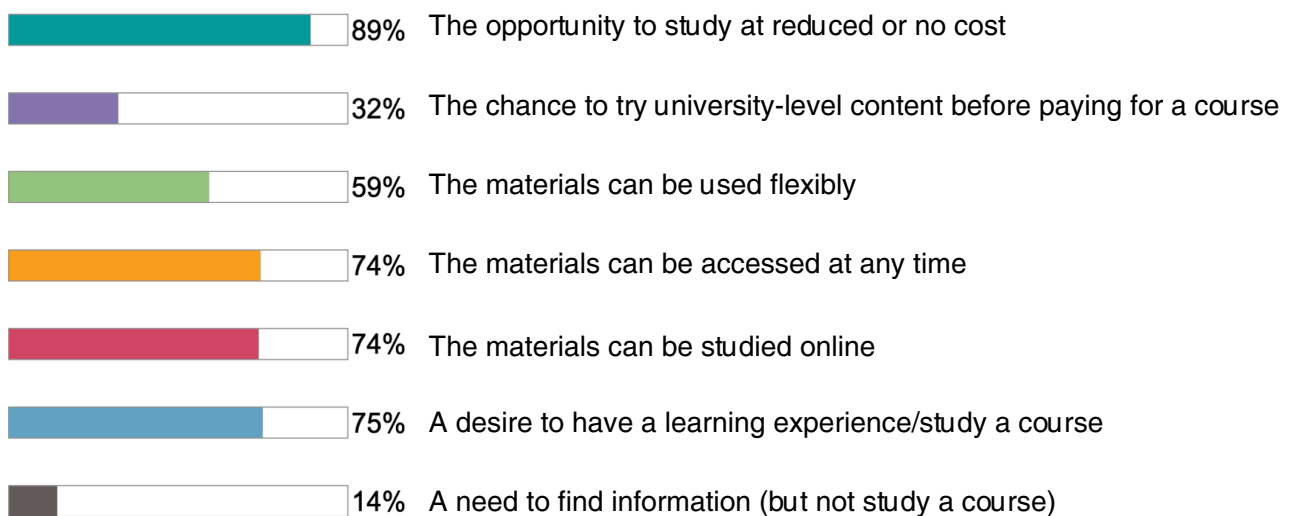 89% The opportunity to study at reduced or no cost
32% The chance to try university-level content before paying for a course
59% The materials can be used flexibly
74% The materials can be accessed at any time
74% The materials can be studied online
75% A desire to have a learning experience/study a course
14% A need to find information (but not study a course)